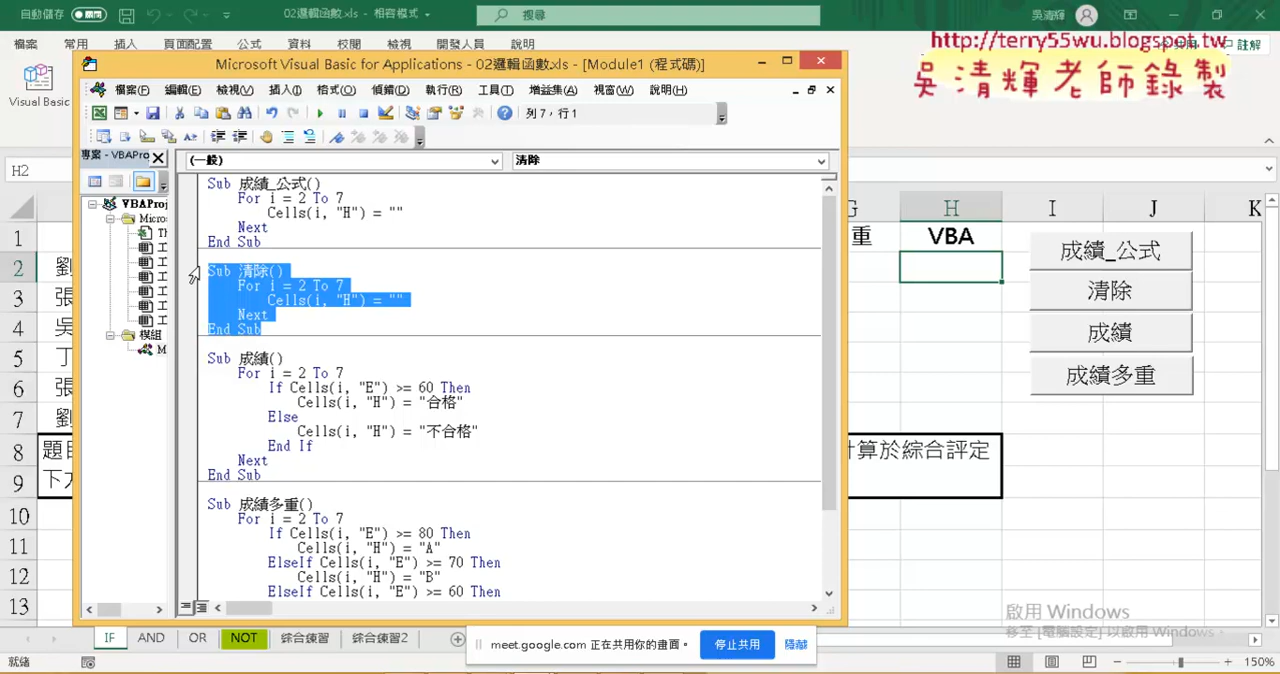 自動儲存
02邏輯函數.xls - 相容模式
搜尋
吳清輝
檔案 常用 插入 頁面配置 公式 資料 校閱 檢視 開發人員 說明
註解
http://terry55wu.blogspot.tw
吳清輝老師錄製
Visual Basic
Microsoft Visual Basic for Applications - 02邏輯函數.xls - [Module1 (程式碼)]
檔案(F) 編輯(E) 檢視(V) 插入(I) 格式(O) 偵錯(D) 執行(R) 工具(T) 增益集(A) 視窗(W) 說明(H)
列 7, 行 1
專案 - VBAPro
(一般) 清除
VBAProj
Micros
模組
Sub 成績_公式()
For i = 2 To 7
Cells(i, "H") = ""
Next
End Sub
Sub 清除()
For i = 2 To 7
Cells(i, "H") = ""
Next
End Sub
Sub 成績()
For i = 2 To 7
If Cells(i, "E") >= 60 Then
Cells(i, "H") = "合格"
Else
Cells(i, "H") = "不合格"
End If
Next
End Sub
Sub 成績多重()
For i = 2 To 7
If Cells(i, "E") >= 80 Then
Cells(i, "H") = "A"
ElseIf Cells(i, "E") >= 70 Then
Cells(i, "H") = "B"
ElseIf Cells(i, "E") >= 60 Then
H2
G H I J K
1 重 VBA
2 劉
3 張
4 吳
5 丁
6 張
7 劉
8 題目 計算於綜合評定
9 下方
10
11
12
13
成績_公式
清除
成績
成績多重
啟用 Windows
移至 [電腦設定] 以啟用 Windows。
IF AND OR NOT 綜合練習 綜合練習2
meet.google.com 正在共用你的畫面。 停止共用 隱藏
就緒
150%